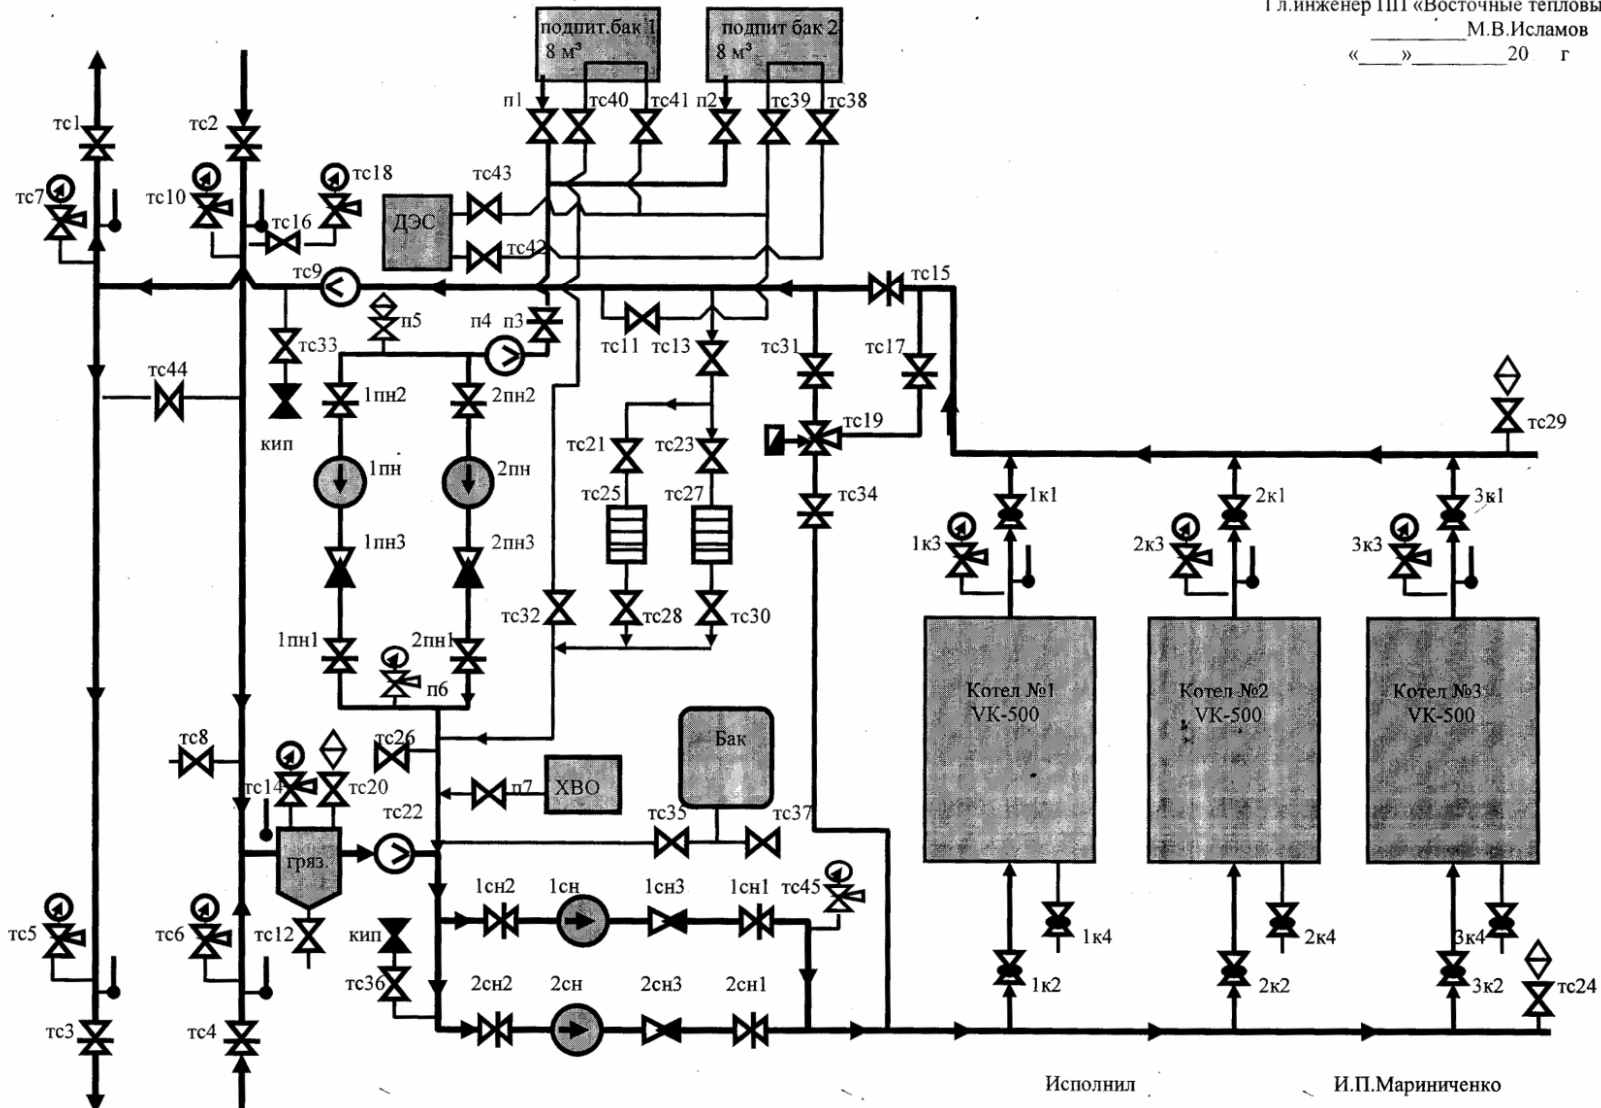 Гл.инженер ПП «Восточные тепловы
________М.В.Исламов
«____»________20 г
подпит.бак 1
8 м³
подпит бак 2
8 м³
п1
тс40
тс41
п2
тс39
тс38
тс1
тс2
тс7
тс10
тс18
тс16
тс43
ДЭС
тс42
тс9
тс15
п5
п4
п3
тс33
тс11
тс13
тс31
тс17
тс44
1пн2
2пн2
кип
тс19
тс29
тс21
тс23
1пн
2пн
тс25
тс27
тс34
1к1
2к1
3к1
1пн3
2пн3
1к3
2к3
3к3
тс32
тс28
тс30
1пн1
2пн1
п6
Котел №1
VK-500
Котел №2
VK-500
Котел №3
VK-500
тс8
тс26
Бак
тс14
тс20
п7
ХВО
тс22
тс35
тс37
гряз.
1сн2
1сн
1сн3
1сн1
тс45
тс5
тс6
тс12
кип
1к4
2к4
3к4
тс36
2сн2
2сн
2сн3
2сн1
1к2
2к2
3к2
тс24
тс3
тс4
Исполнил
И.П.Мариниченко